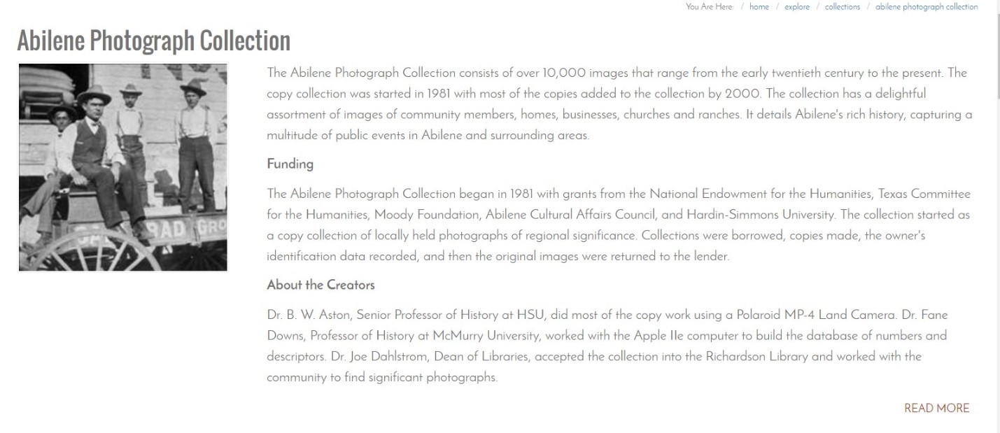 You Are Here: / home / explore / collections / abilene photograph collection
Abilene Photograph Collection
The Abilene Photograph Collection consists of over 10,000 images that range from the early twentieth century to the present. The
copy collection was started in 1981 with most of the copies added to the collection by 2000. The collection has a delightful
assortment of images of community members, homes, businesses, churches and ranches. It details Abilene's rich history, capturing a
multitude of public events in Abilene and surrounding areas.
Funding
The Abilene Photograph Collection began in 1981 with grants from the National Endowment for the Humanities, Texas Committee
for the Humanities, Moody Foundation, Abilene Cultural Affairs Council, and Hardin-Simmons University. The collection started as
a copy collection of locally held photographs of regional significance. Collections were borrowed, copies made, the owner's
identification data recorded, and then the original images were returned to the lender.
About the Creators
Dr. B. W. Aston, Senior Professor of History at HSU, did most of the copy work using a Polaroid MP-4 Land Camera. Dr. Fane
Downs, Professor of History at McMurry University, worked with the Apple IIe computer to build the database of numbers and
descriptors. Dr. Joe Dahlstrom, Dean of Libraries, accepted the collection into the Richardson Library and worked with the
community to find significant photographs.
READ MORE